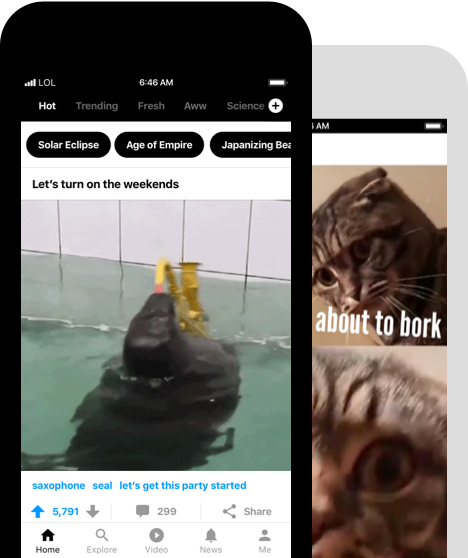 LOL 6:46 AM
Hot Trending Fresh Aww Science
Solar Eclipse Age of Empire Japanizing Bea
Let's turn on the weekends
saxophone seal let's get this party started
5,791 299 Share
Home Explore Video News Me
AM
about to bork